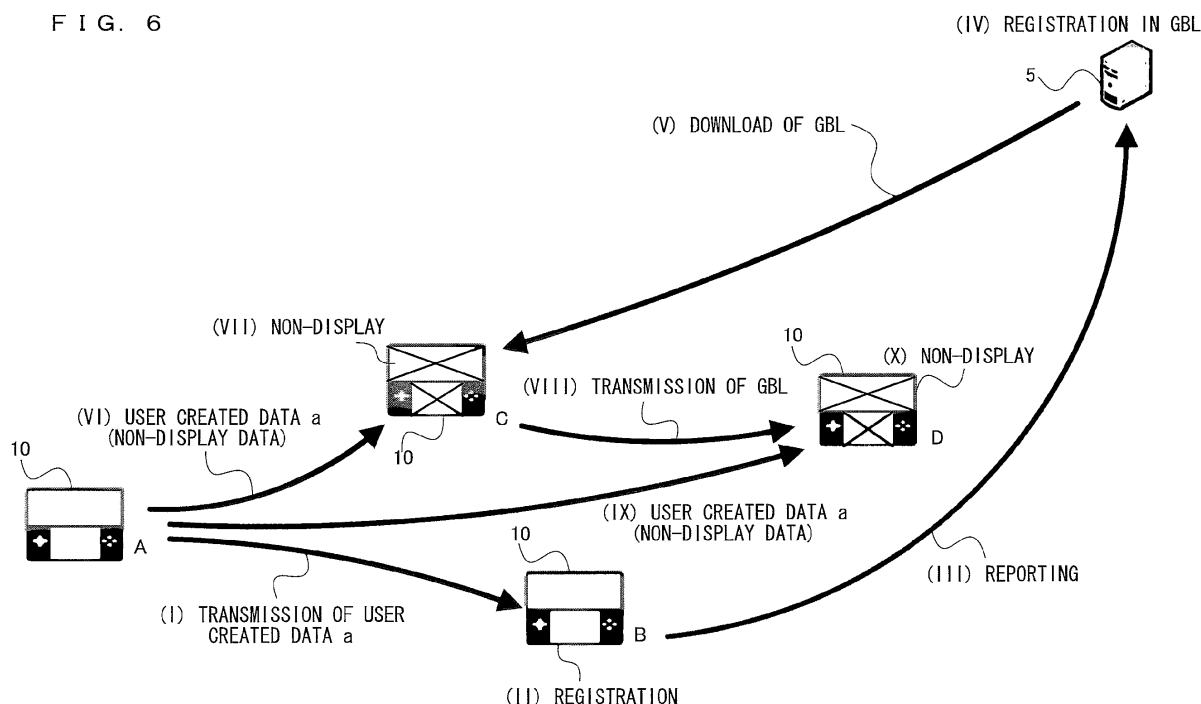 FIG. 6
(IV) REGISTRATION IN GBL
5
(V) DOWNLOAD OF GBL
(VII) NON-DISPLAY
10
(X) NON-DISPLAY
(VIII) TRANSMISSION OF GBL
(VI) USER CREATED DATA a
(NON-DISPLAY DATA)
C
D
10
10
A
(IX) USER CREATED DATA a
(NON-DISPLAY DATA)
10
(III) REPORTING
(I) TRANSMISSION OF USER
CREATED DATA a
B
(II) REGISTRATION